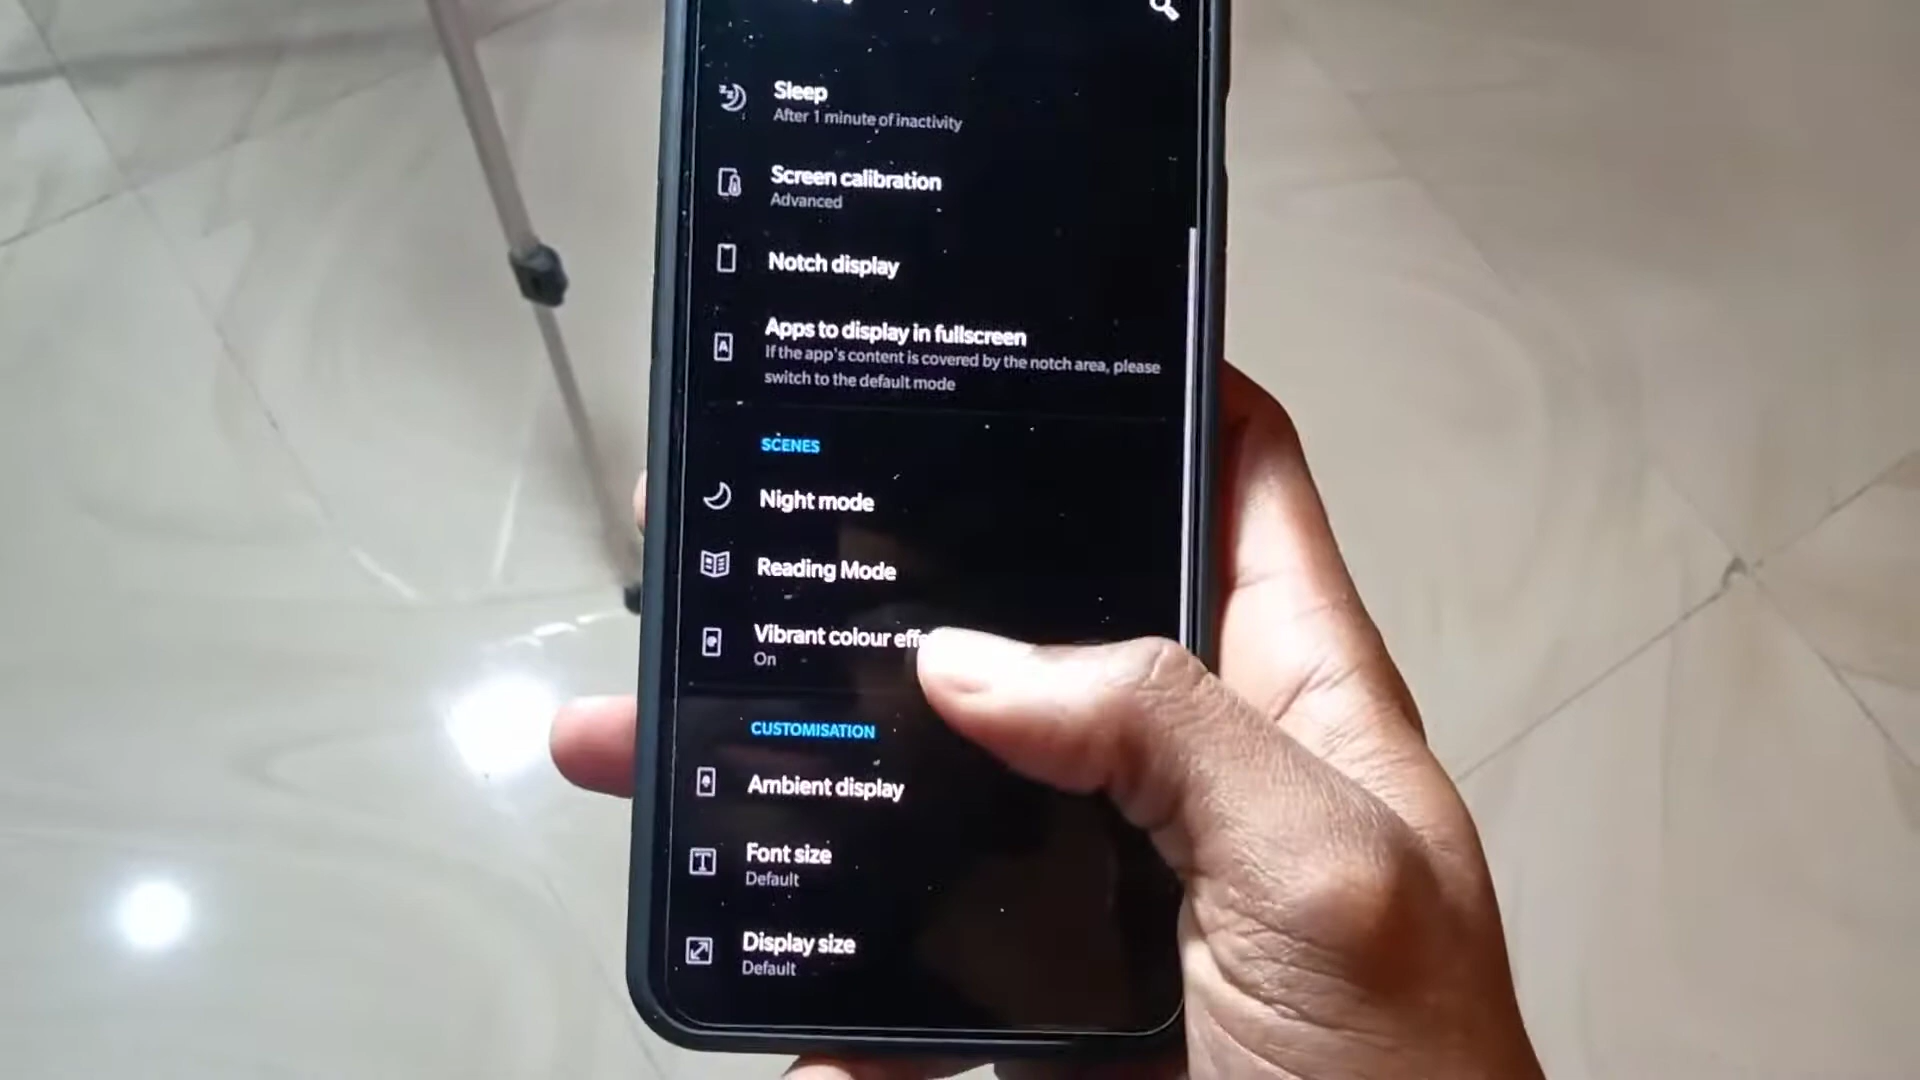 Sleep
After 1 minute of inactivity
Screen calibration
Advanced
Notch display
Apps to display in fullscreen
If the app's content is covered by the notch area, please
switch to the default mode
SCENES
Night mode
Reading Mode
Vibrant colour
On
CUSTOMISATION
Ambient display
Font size
Default
Display size
Default